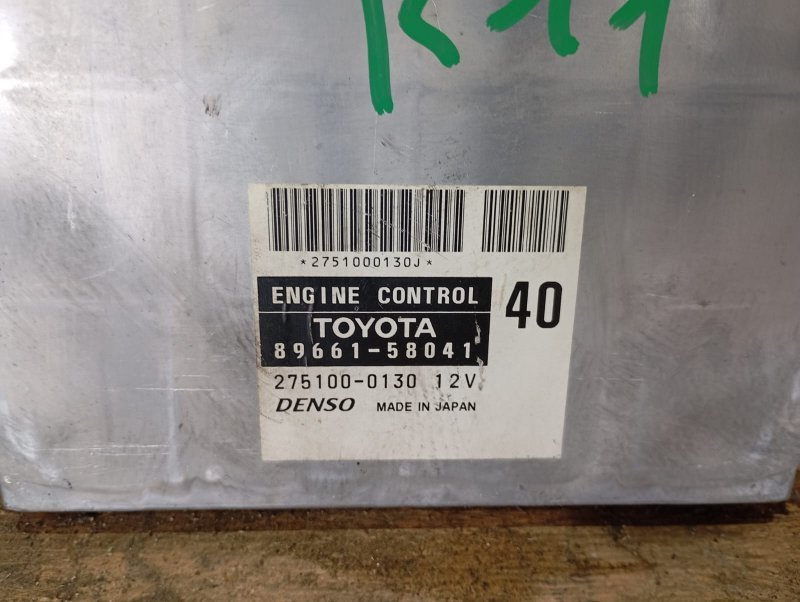 *2751000130J*
ENGINE CONTROL
40
TOYOTA
89661-58041
275100-0130 12V
DENSO MADE IN JAPAN